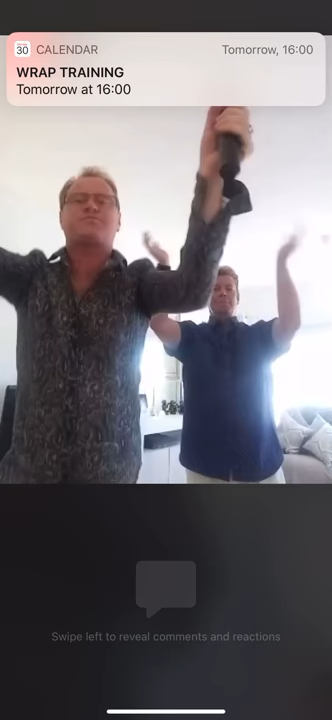 30
CALENDAR
Tomorrow, 16:00
WRAP TRAINING
Tomorrow at 16:00
Swipe left to reveal comments and reactions